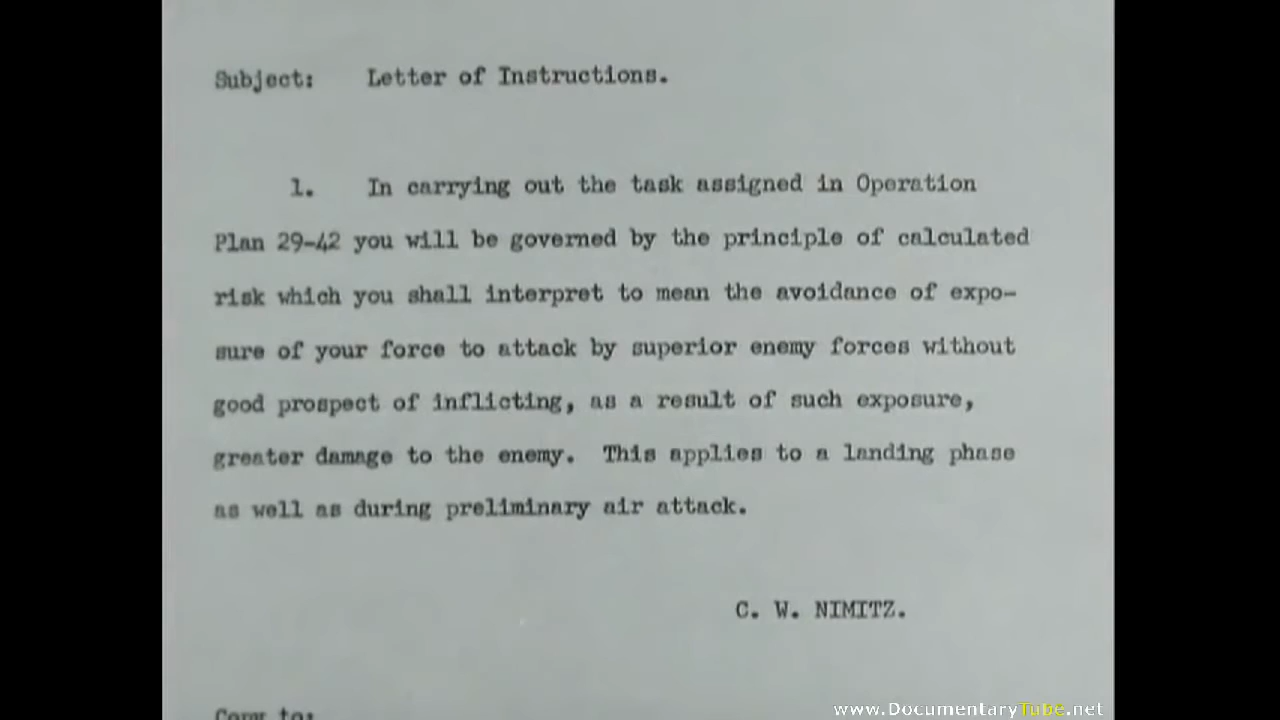 Subject: Letter of Instructions.
1. In carrying out the task assigned in Operation
Plan 29-42 you will be governed by the principle of calculated
risk which you shall interpret to mean the avoidance of expo-
sure of your force to attack by superior enemy forces without
good prospect of inflicting, as a result of such exposure,
greater damage to the enemy. This applies to a landing phase
as well as during preliminary air attack.
C. W. NIMITZ.
Copy to:
www.DocumentaryTube.net